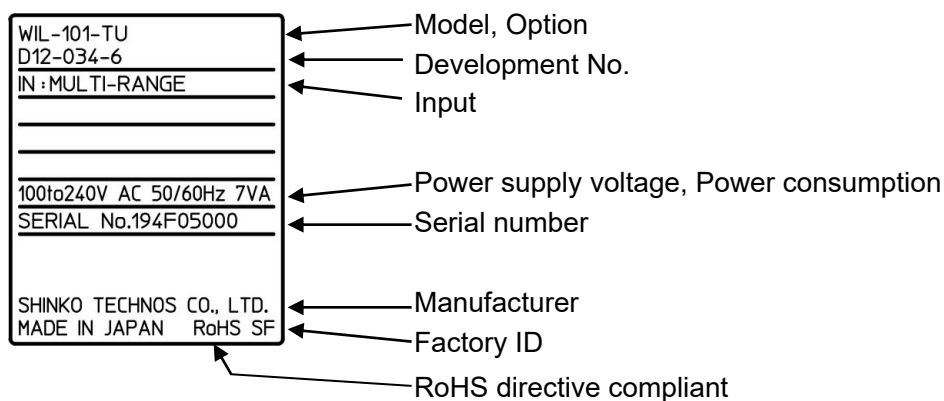 WIL-101-TU
D12-034-6
IN:MULTI-RANGE
100to240V AC 50/60Hz 7VA
SERIAL No.194F05000
SHINKO TECHNOS CO., LTD.
MADE IN JAPAN RoHS SF
Model, Option
Development No.
Input
Power supply voltage, Power consumption
Serial number
Manufacturer
Factory ID
RoHS directive compliant